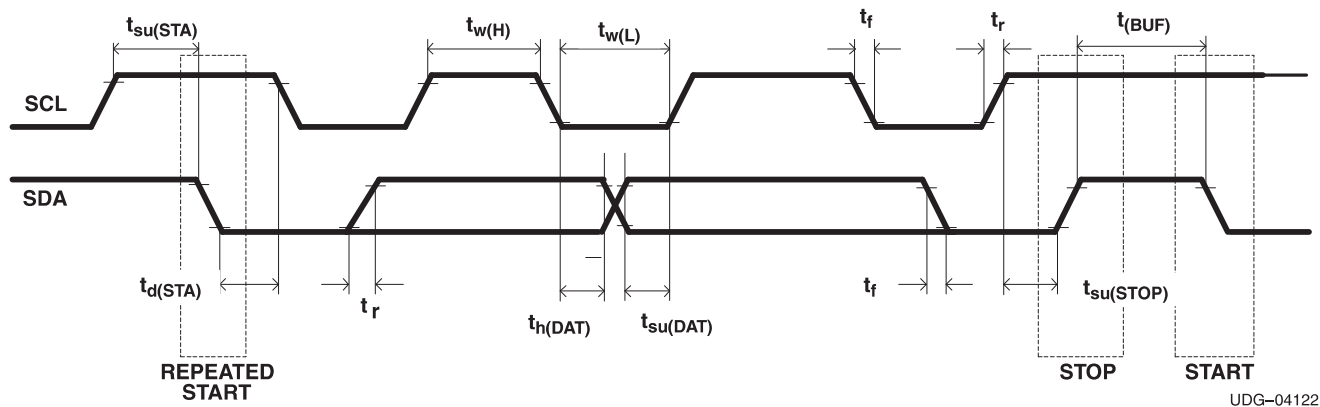 tsu(STA)
tw(H)
tw(L)
tf
tr
t(BUF)
SCL
SDA
td(STA)
tr
th(DAT)
tsu(DAT)
tf
tsu(STOP)
REPEATED
START
STOP
START
UDG–04122